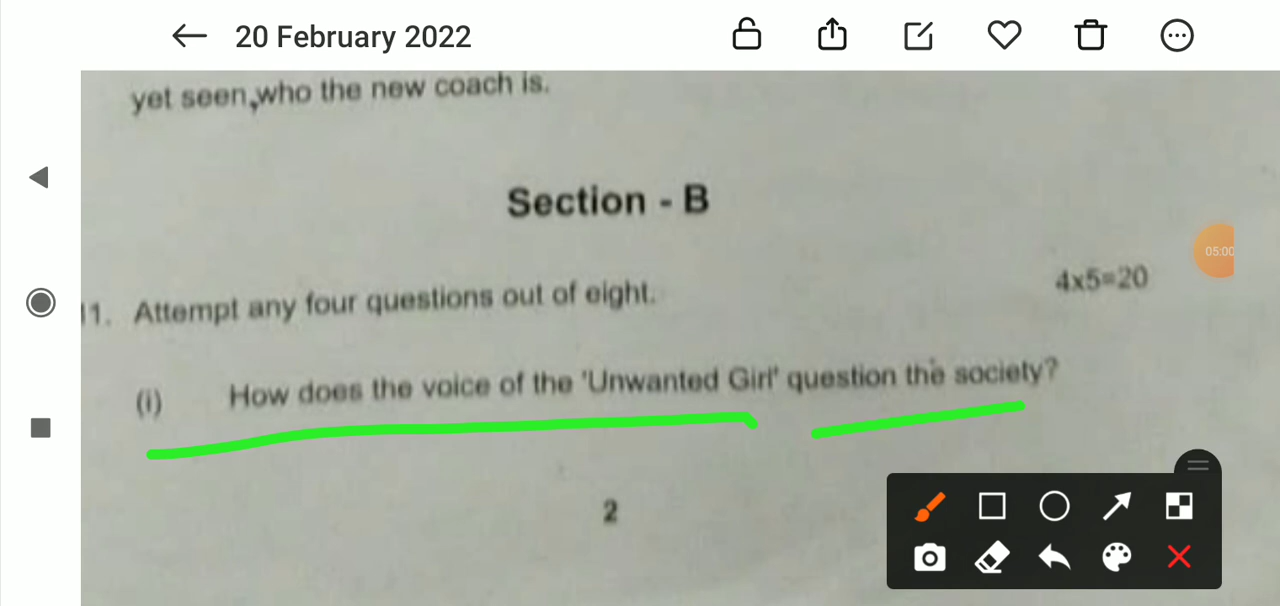 20 February 2022
yet seen,who the new coach is.
Section - B
05:00
4x5=20
11. Attempt any four questions out of eight.
(i) How does the voice of the 'Unwanted Girl' question the society?
2